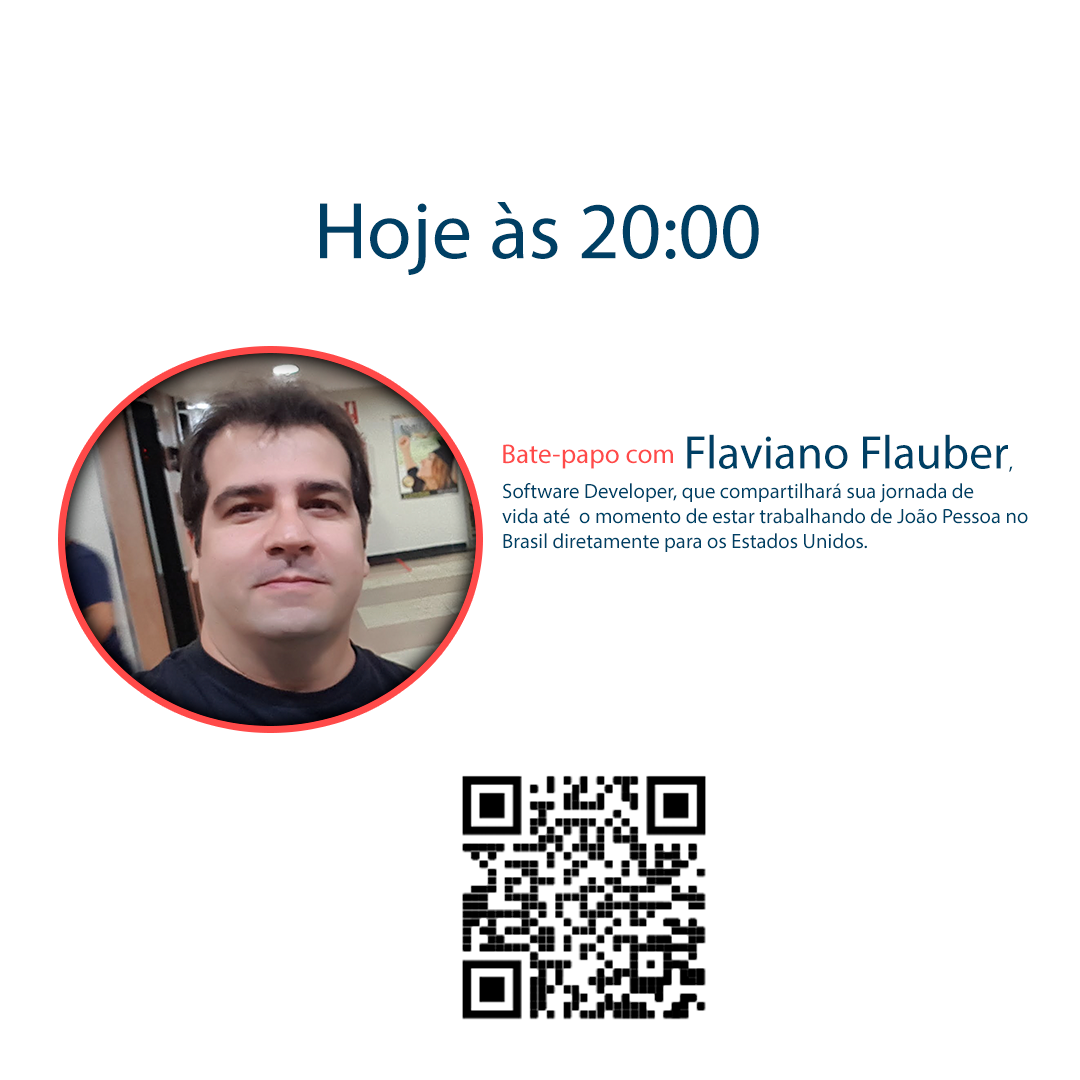 Hoje às 20:00
Bate-papo com Flaviano Flauber,
Software Developer, que compartilhará sua jornada de
vida até o momento de estar trabalhando de João Pessoa no
Brasil diretamente para os Estados Unidos.